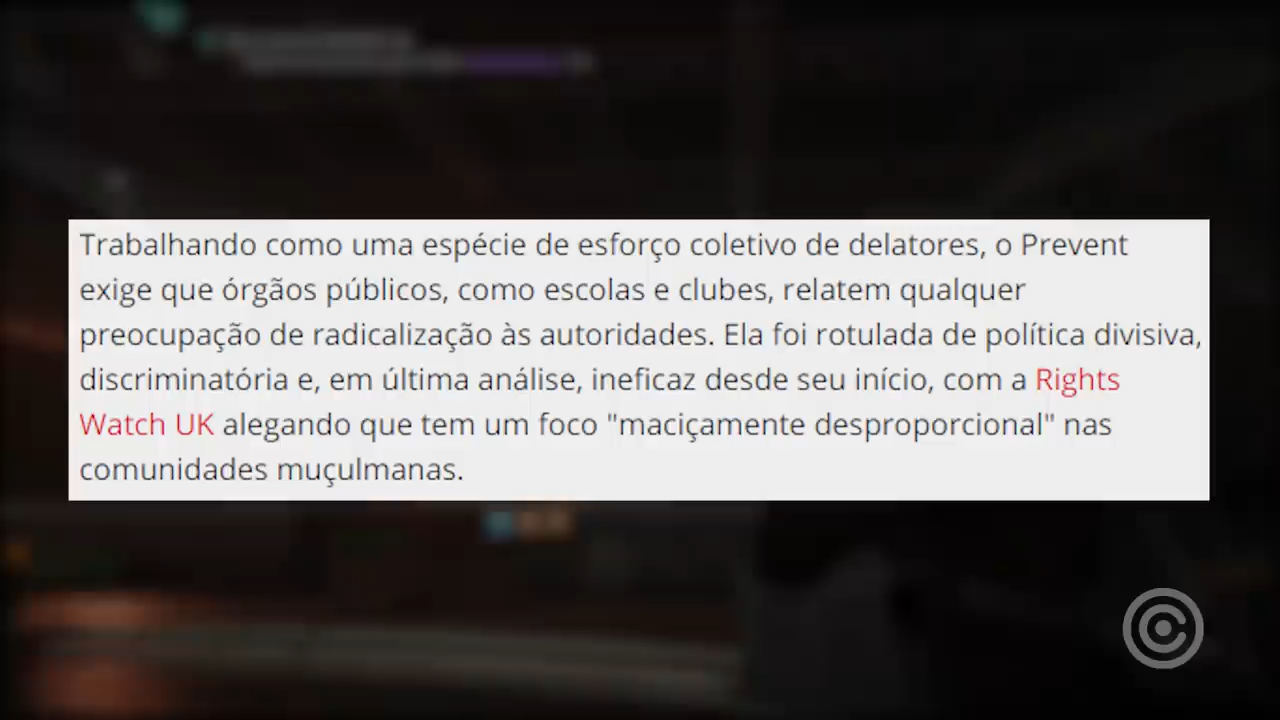 Trabalhando como uma espécie de esforço coletivo de delatores, o Prevent
exige que órgãos públicos, como escolas e clubes, relatem qualquer
preocupação de radicalização às autoridades. Ela foi rotulada de política divisiva,
discriminatória e, em última análise, ineficaz desde seu início, com a Rights
Watch UK alegando que tem um foco "maciçamente desproporcional" nas
comunidades muçulmanas.